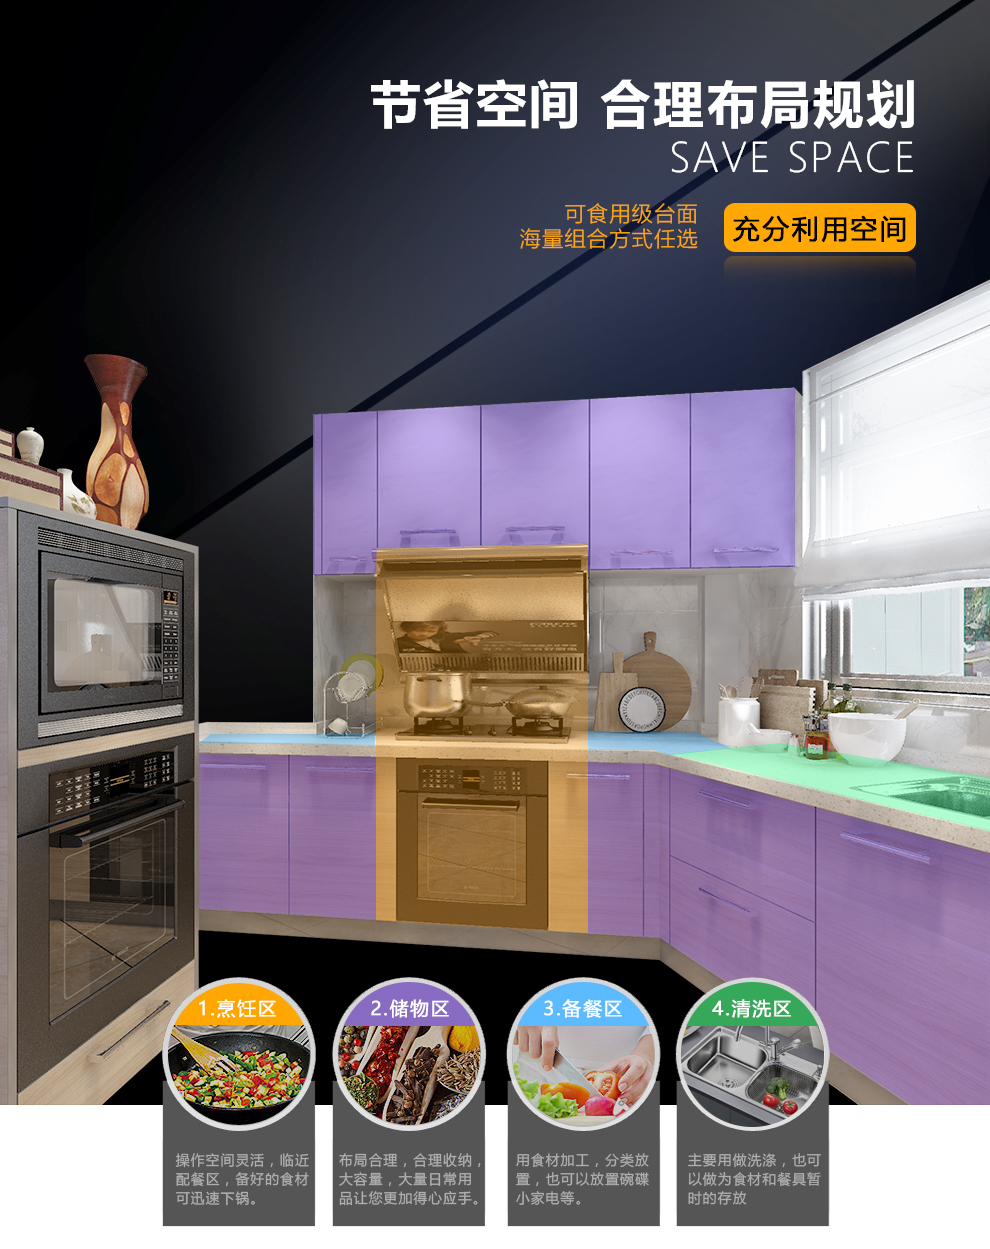 节省空间 合理布局规划
SAVE SPACE
可食用级台面
海量组合方式任选
充分利用空间
1.烹饪区
操作空间灵活，临近
配餐区，备好的食材
可迅速下锅。
2.储物区
布局合理，合理收纳，
大容量，大量日常用
品让您更加得心应手。
3.备餐区
用食材加工，分类放
置，也可以放置碗碟
小家电等。
4.清洗区
主要用做洗涤，也可
以做为食材和餐具暂
时的存放